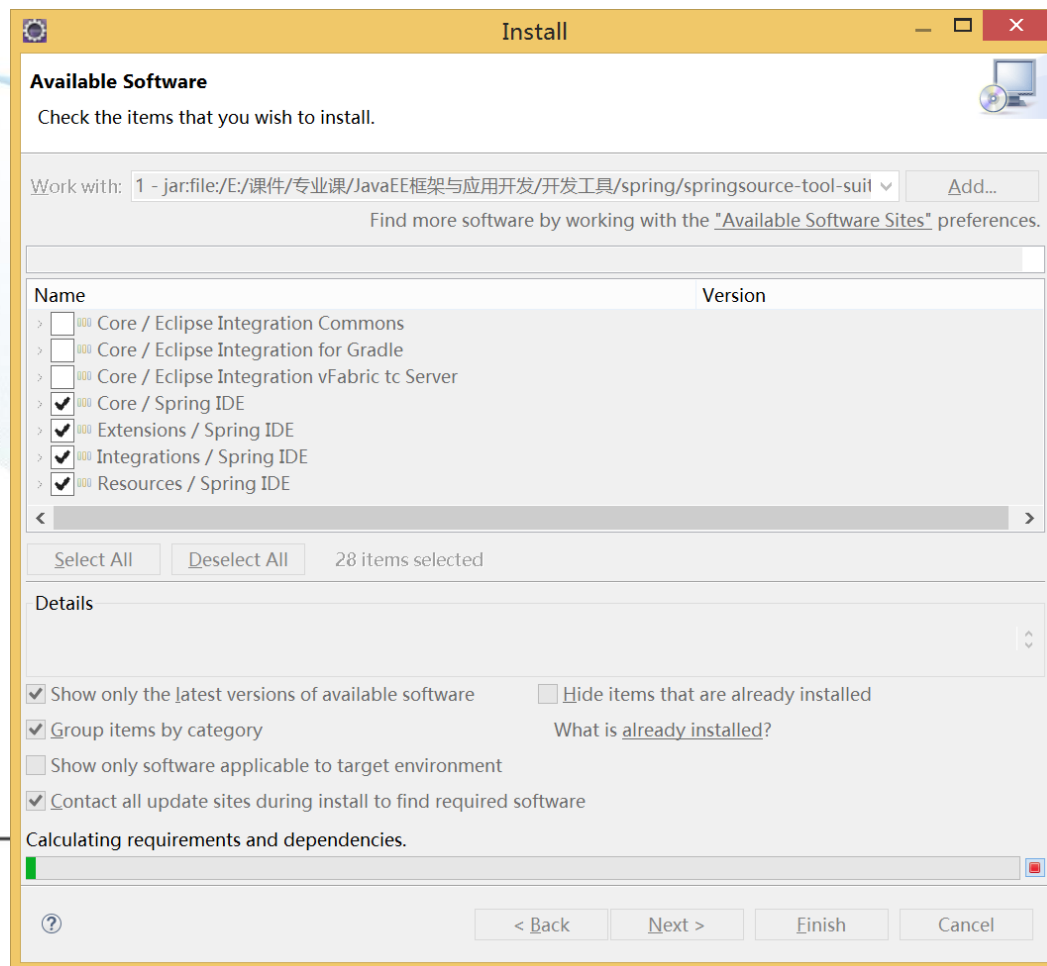 Install
Available Software
Check the items that you wish to install.
Work with: 1 - jar:file:/E:/课件/专业课/JavaEE框架与应用开发/开发工具/spring/springsource-tool-suit Add...
Find more software by working with the "Available Software Sites" preferences.
Name Version
Core / Eclipse Integration Commons
Core / Eclipse Integration for Gradle
Core / Eclipse Integration vFabric tc Server
Core / Spring IDE
Extensions / Spring IDE
Integrations / Spring IDE
Resources / Spring IDE
Select All Deselect All 28 items selected
Details
Show only the latest versions of available software Hide items that are already installed
Group items by category What is already installed?
Show only software applicable to target environment
Contact all update sites during install to find required software
Calculating requirements and dependencies.
? < Back Next > Finish Cancel